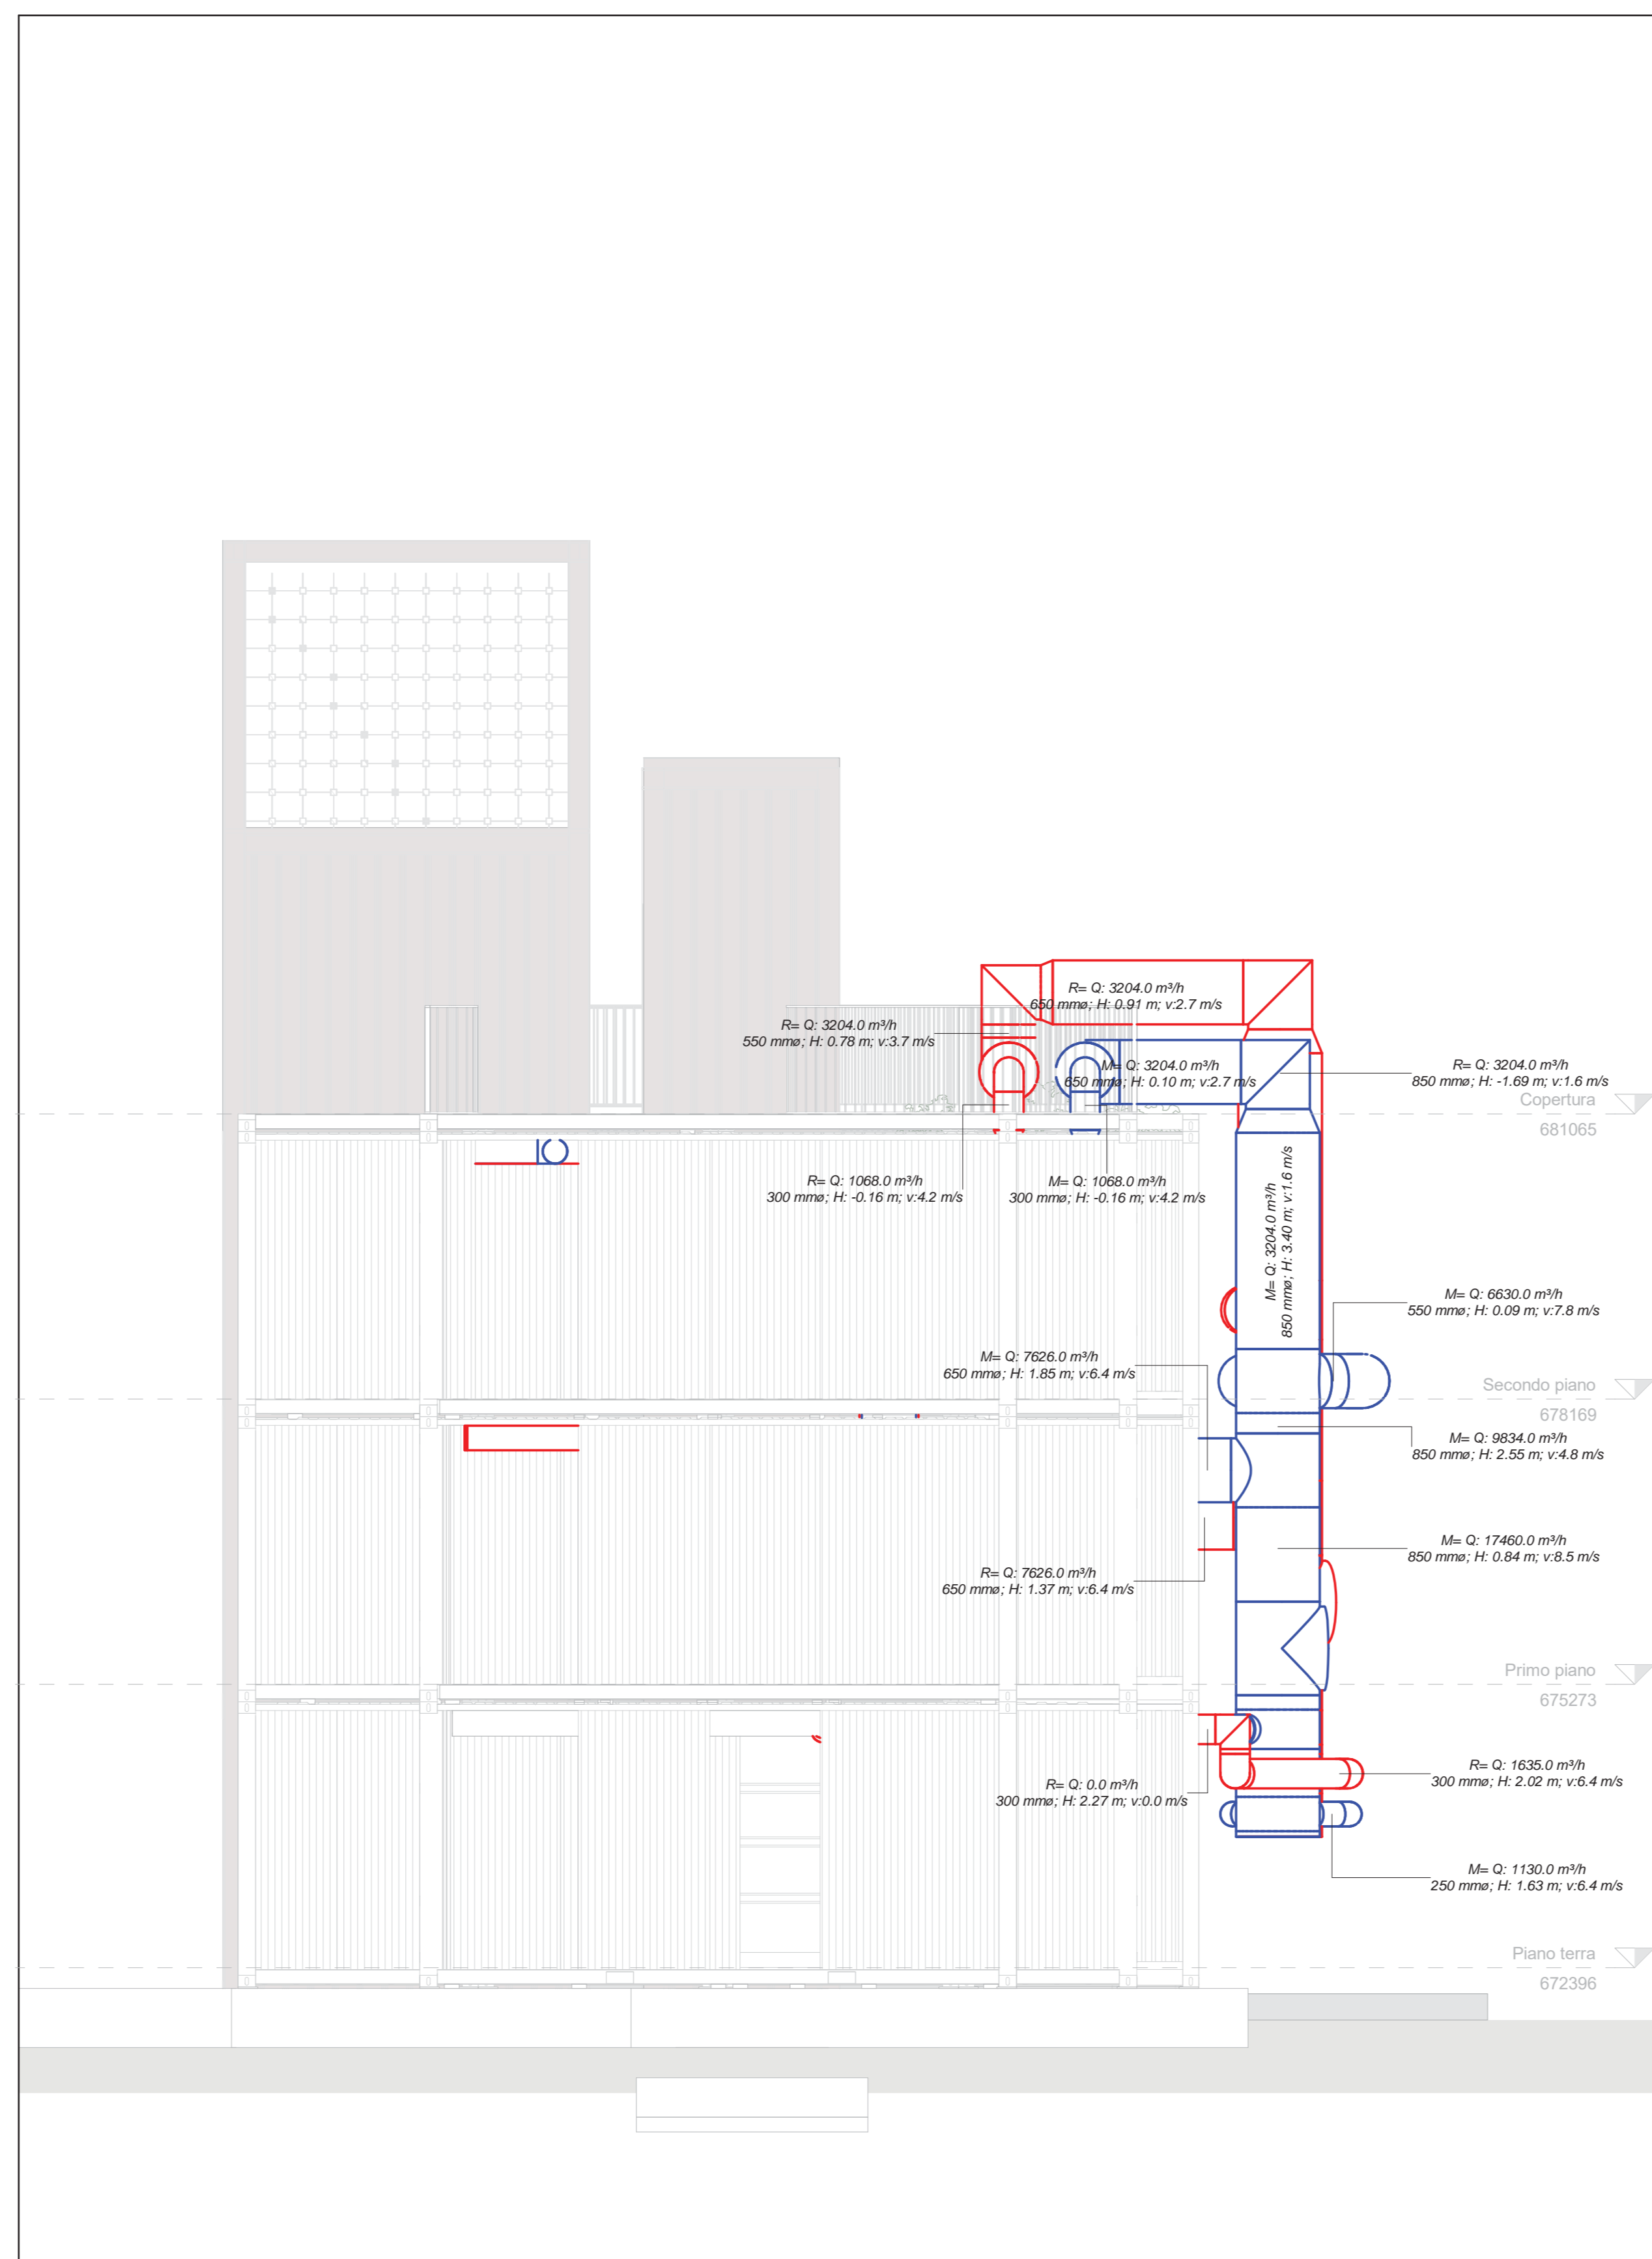 R= Q: 3204.0 m³/h
650 mmø; H: 0.91 m; v:2.7 m/s
R= Q: 3204.0 m³/h
550 mmø; H: 0.78 m; v:3.7 m/s
M= Q: 3204.0 m³/h
650 mmø; H: 0.10 m; v:2.7 m/s
R= Q: 3204.0 m³/h
850 mmø; H: -1.69 m; v:1.6 m/s
Copertura
681065
R= Q: 1068.0 m³/h
300 mmø; H: -0.16 m; v:4.2 m/s
M= Q: 1068.0 m³/h
300 mmø; H: -0.16 m; v:4.2 m/s
M= Q: 3204.0 m³/h
850 mmø; H: 3.40 m; v:1.6 m/s
M= Q: 6630.0 m³/h
550 mmø; H: 0.09 m; v:7.8 m/s
M= Q: 7626.0 m³/h
650 mmø; H: 1.85 m; v:6.4 m/s
Secondo piano
678169
M= Q: 9834.0 m³/h
850 mmø; H: 2.55 m; v:4.8 m/s
M= Q: 17460.0 m³/h
850 mmø; H: 0.84 m; v:8.5 m/s
R= Q: 7626.0 m³/h
650 mmø; H: 1.37 m; v:6.4 m/s
Primo piano
675273
R= Q: 1635.0 m³/h
300 mmø; H: 2.02 m; v:6.4 m/s
R= Q: 0.0 m³/h
300 mmø; H: 2.27 m; v:0.0 m/s
M= Q: 1130.0 m³/h
250 mmø; H: 1.63 m; v:6.4 m/s
Piano terra
672396